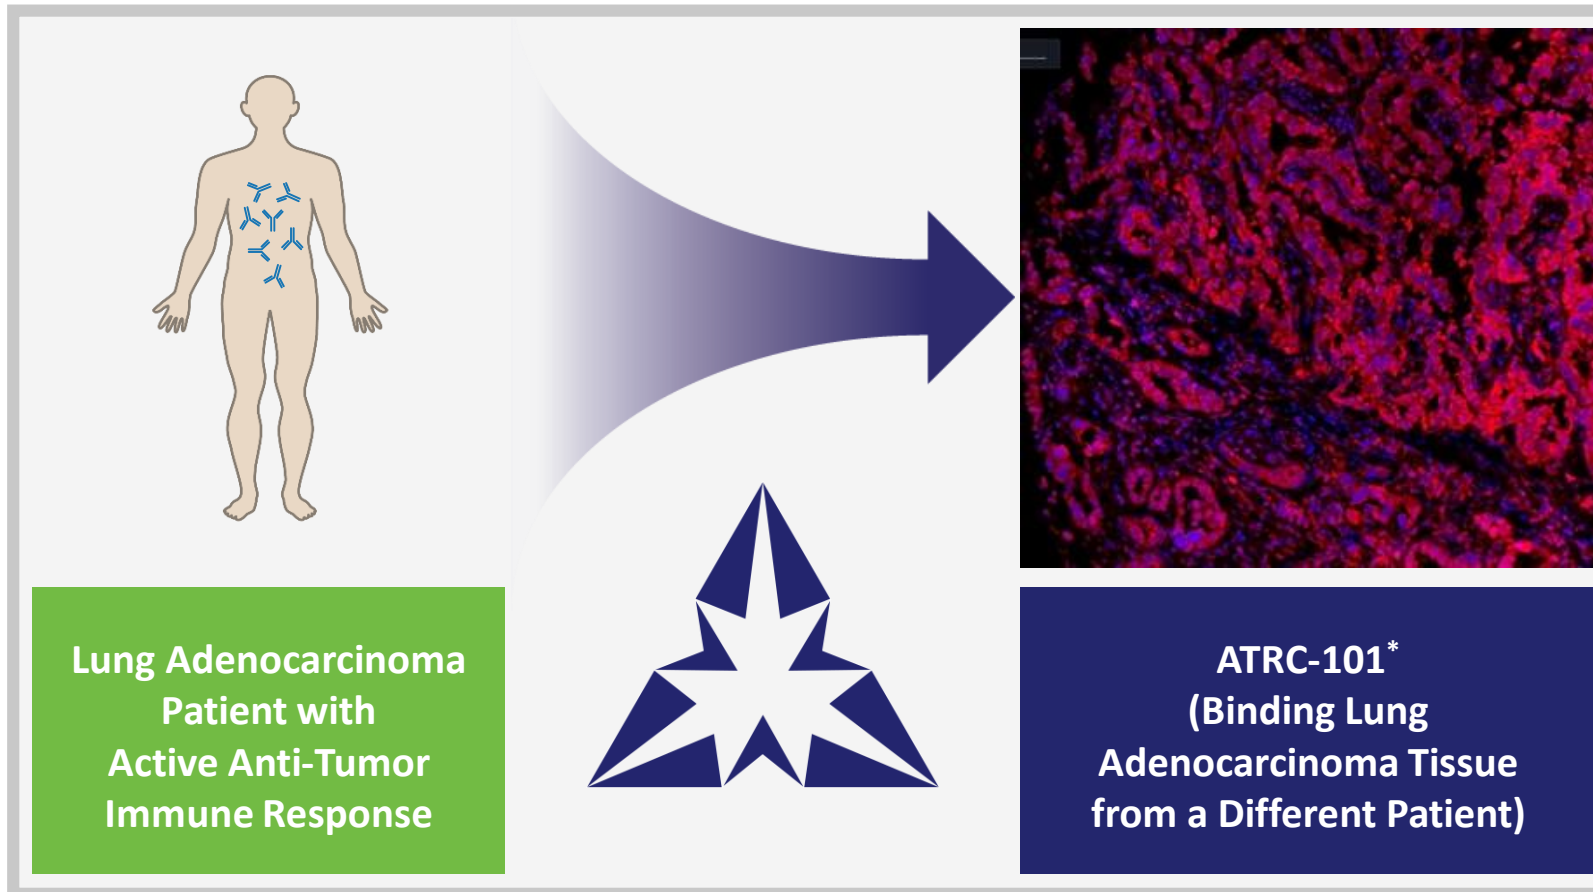 Lung Adenocarcinoma
Patient with
Active Anti-Tumor
Immune Response
ATRC-101*
(Binding Lung
Adenocarcinoma Tissue
from a Different Patient)